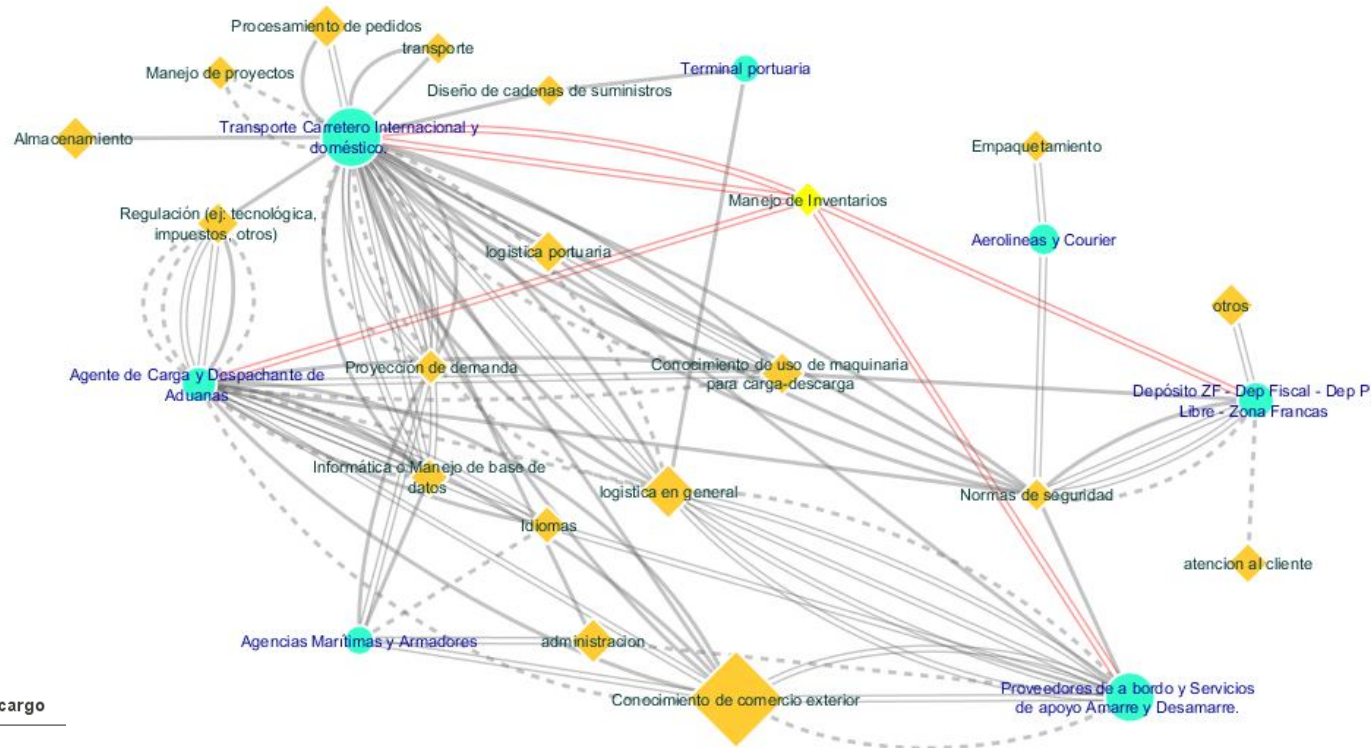 Procesamiento de pedidos
transporte
Manejo de proyectos
Terminal portuaria
Diseño de cadenas de suministros
Almacenamiento
Transporte Carretero Internacional y
doméstico.
Empaquetamiento
Manejo de Inventarios
Regulación (ej: tecnológica,
impuestos, otros)
Aerolineas y Courier
logistica portuaria
otros
Agente de Carga y Despachante de
Aduanas
Proyección de demanda
Conocimiento de uso de maquinaria
para carga-descarga
Depósito ZF - Dep Fiscal - Dep P
Libre - Zona Francas
Informática o Manejo de base de
datos
logistica en general
Normas de seguridad
Idiomas
atencion al cliente
Agencias Marítimas y Armadores
administracion
Conocimiento de comercio exterior
Proveedores de a bordo y Servicios
de apoyo Amarre y Desamarre.
cargo